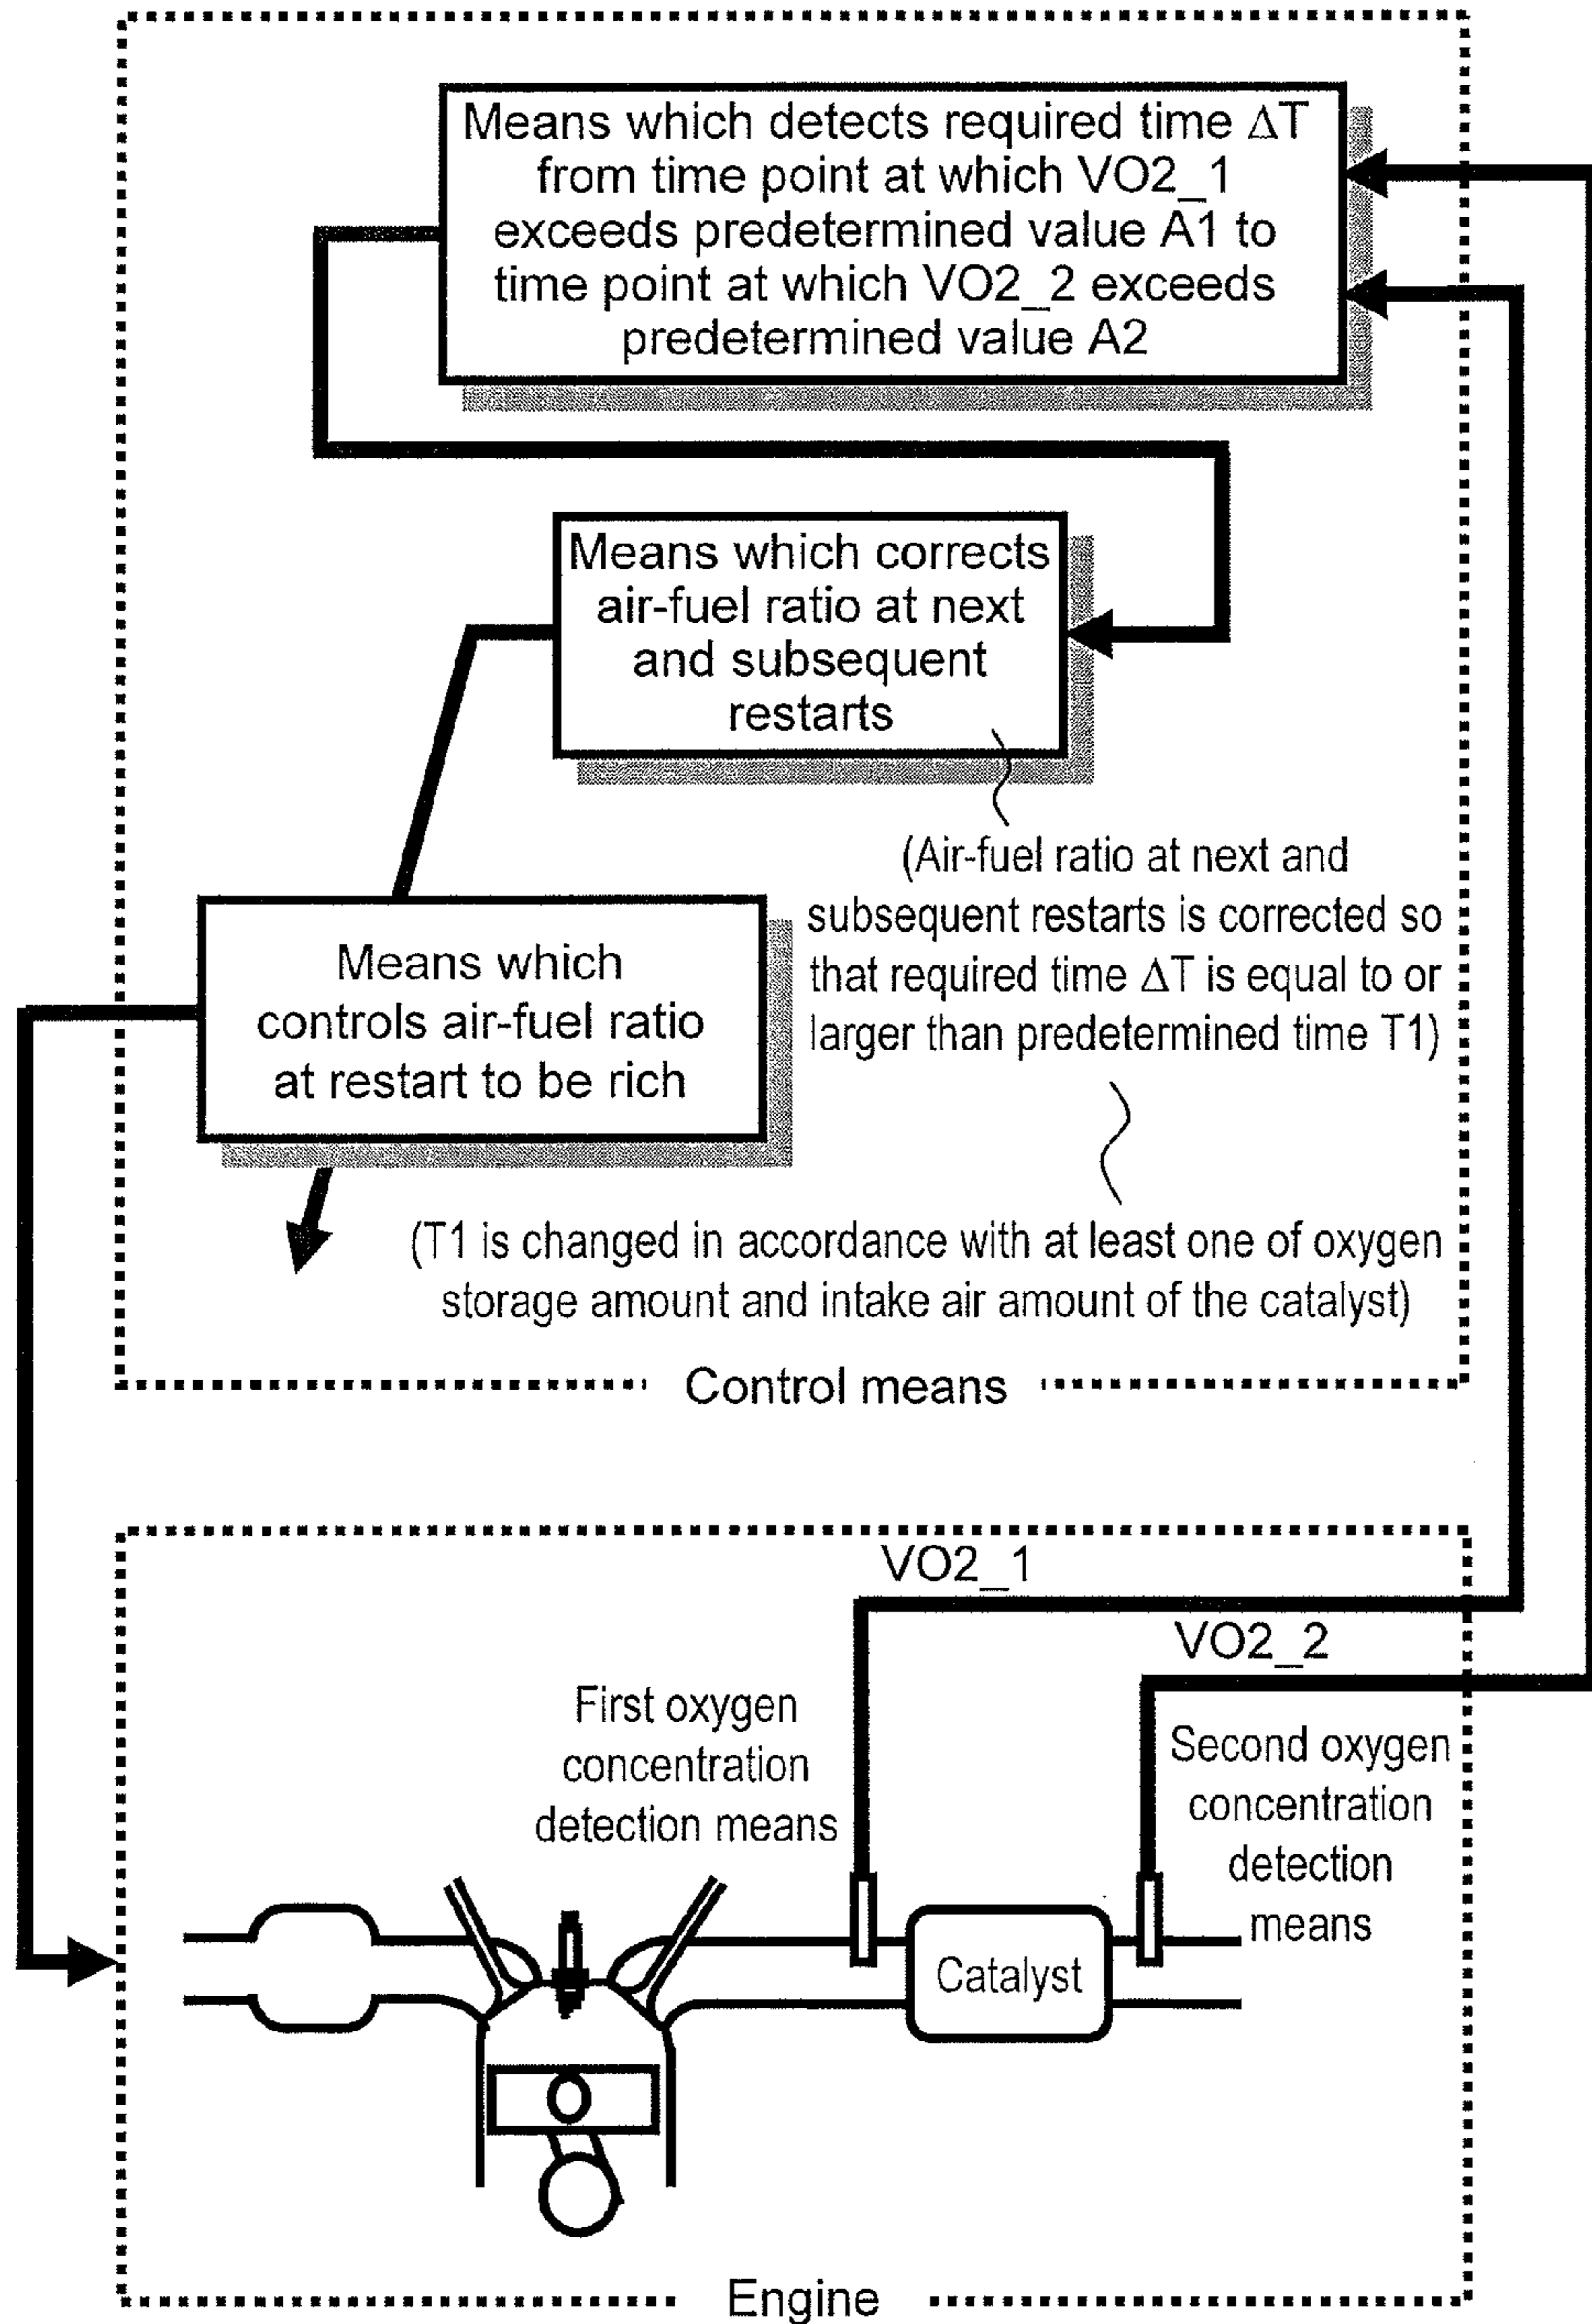 Means which detects required time ΔT
from time point at which VO2_1
exceeds predetermined value A1 to
time point at which VO2_2 exceeds
predetermined value A2
Means which corrects
air-fuel ratio at next
and subsequent
restarts
(Air-fuel ratio at next and
subsequent restarts is corrected so
that required time ΔT is equal to or
larger than predetermined time T1)
Means which
controls air-fuel ratio
at restart to be rich
(T1 is changed in accordance with at least one of oxygen
storage amount and intake air amount of the catalyst)
Control means
VO2_1
VO2_2
First oxygen
concentration
detection means
Second oxygen
concentration
detection
means
Catalyst
Engine